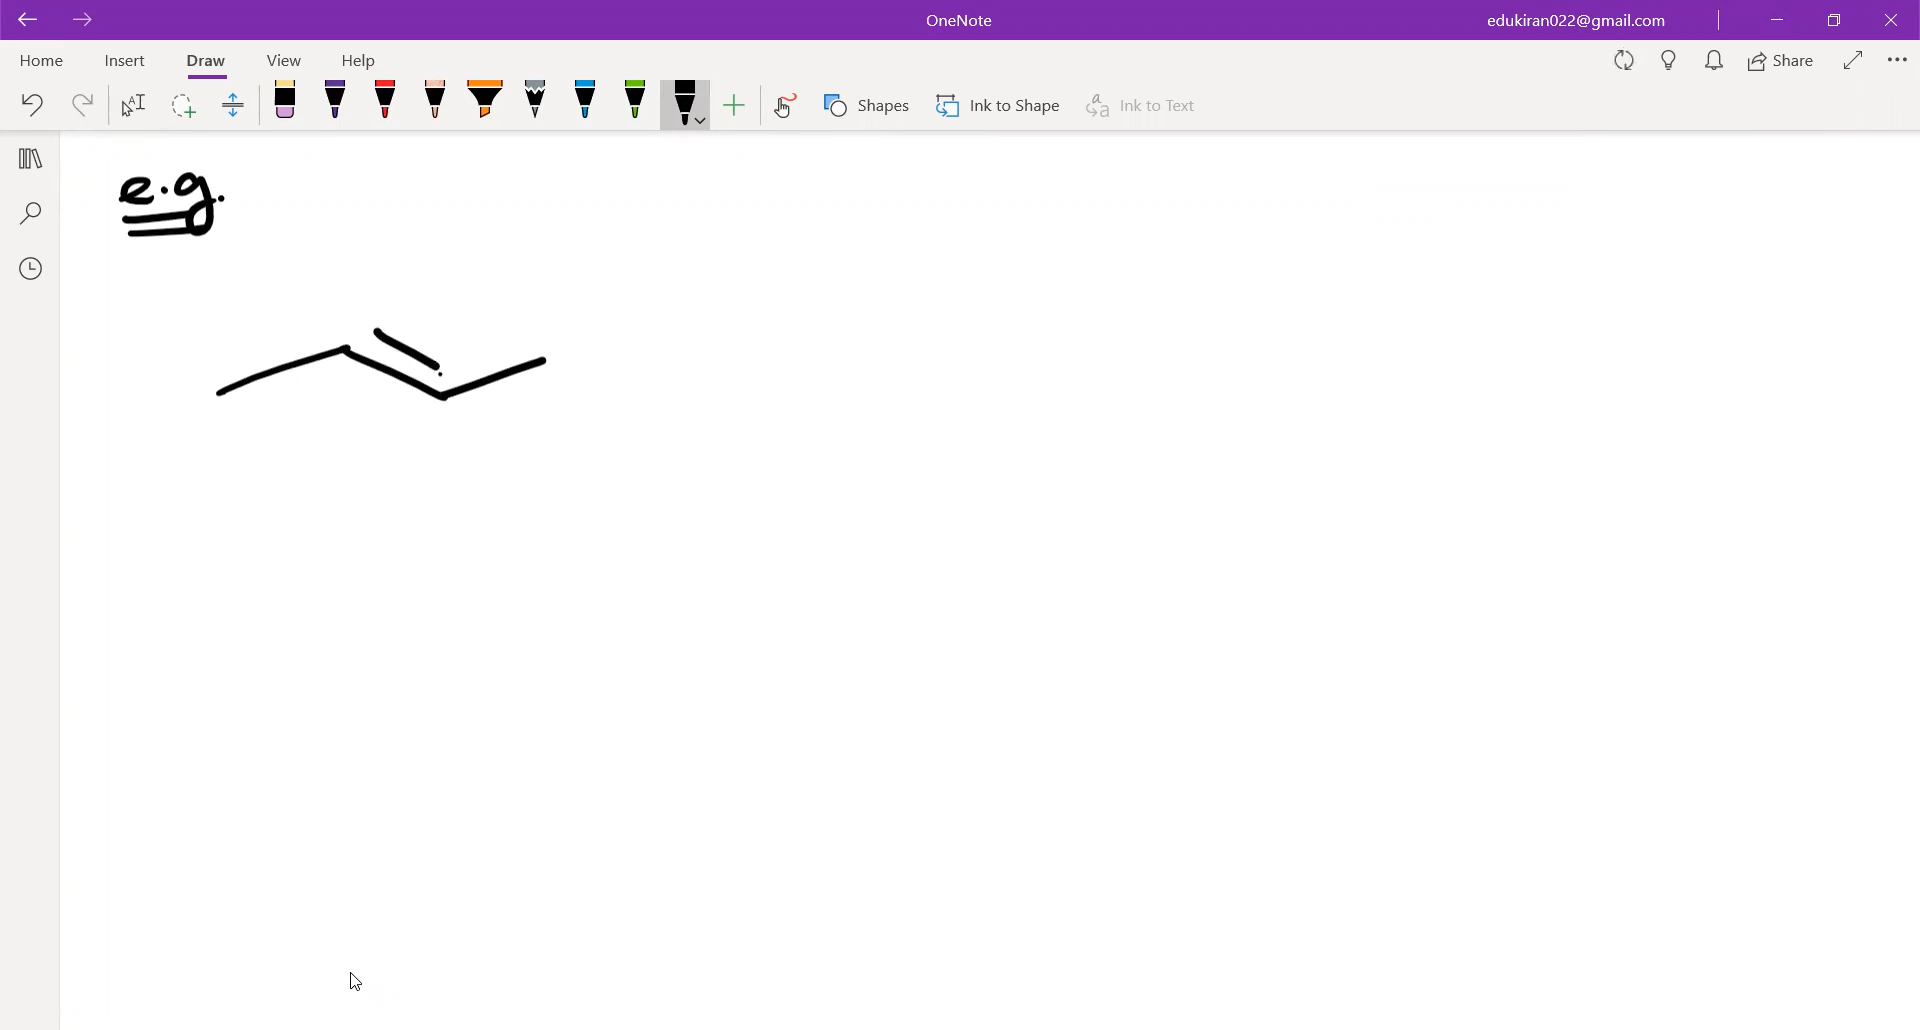 OneNote
edukiran022@gmail.com
Home Insert Draw View Help
Share
Shapes
Ink to Shape
Ink to Text
e.g.